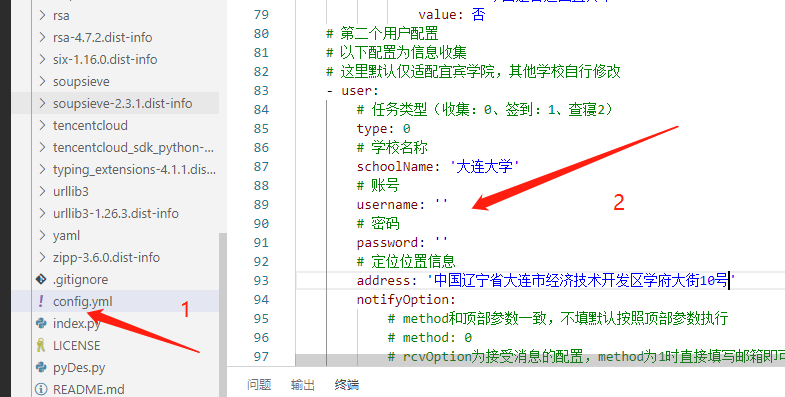 rsa
rsa-4.7.2.dist-info
six-1.16.0.dist-info
soupsieve
soupsieve-2.3.1.dist-info
tencentcloud
tencentcloud_sdk_python-...
typing_extensions-4.1.1.dis...
urllib3
urllib3-1.26.3.dist-info
yaml
zipp-3.6.0.dist-info
.gitignore
! config.yml
index.py
LICENSE
pyDes.py
README.md
1
79 value: 否
80 # 第二个用户配置
81 # 以下配置为信息收集
82 # 这里默认仅适配宜宾学院，其他学校自行修改
83 - user:
84 # 任务类型（收集：0、签到：1、查寝2）
85 type: 0
86 # 学校名称
87 schoolName: '大连大学'
88 # 账号
89 username: ''
90 # 密码
91 password: ''
92 # 定位位置信息
93 address: '中国辽宁省大连市经济技术开发区学府大街10号'
94 notifyOption:
95 # method和顶部参数一致，不填默认按照顶部参数执行
96 # method: 0
97 # rcvOption为接受消息的配置，method为1时直接填写邮箱即可
2
问题 输出 终端